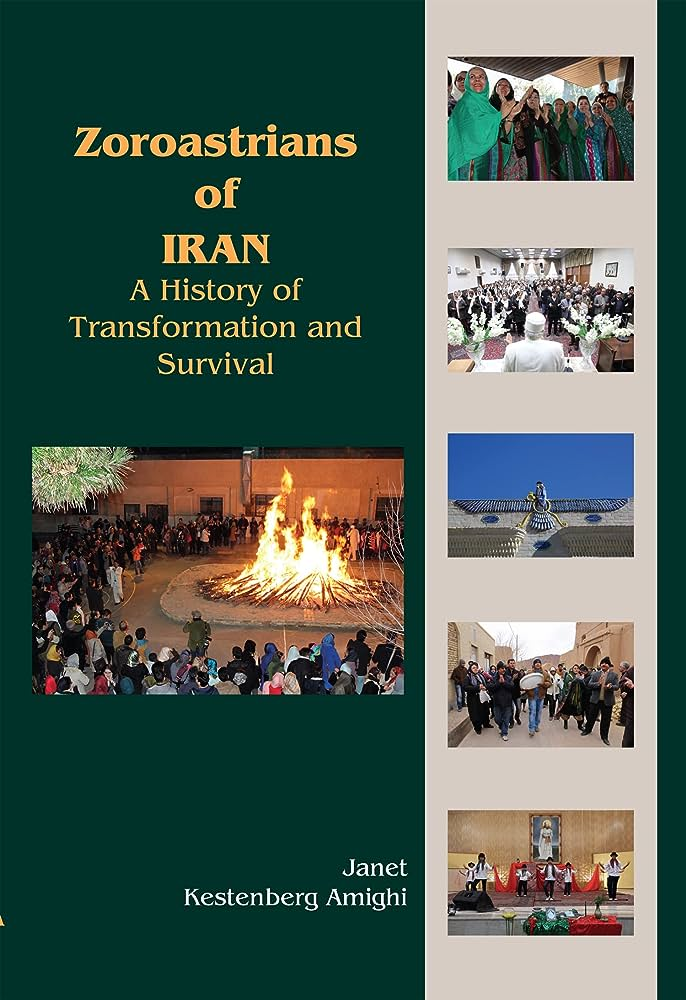 Zoroastrians
of
IRAN
A History of
Transformation and
Survival
Janet
Kestenberg Amighi